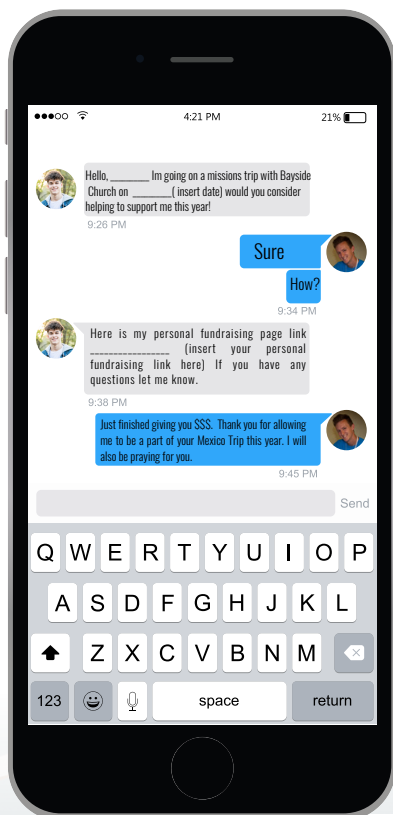 4:21 PM 21%
Hello, ________ Im going on a missions trip with Bayside
Church on ________( insert date) would you consider
helping to support me this year!
9:26 PM
Sure
How?
9:34 PM
Here is my personal fundraising page link
________________ (insert your personal
fundraising link here) If you have any
questions let me know.
9:38 PM
Just finished giving you $$$. Thank you for allowing
me to be a part of your Mexico Trip this year. I will
also be praying for you.
9:45 PM
Send
Q W E R T Y U I O P
A S D F G H J K L
Z X C V B N M
123 space return